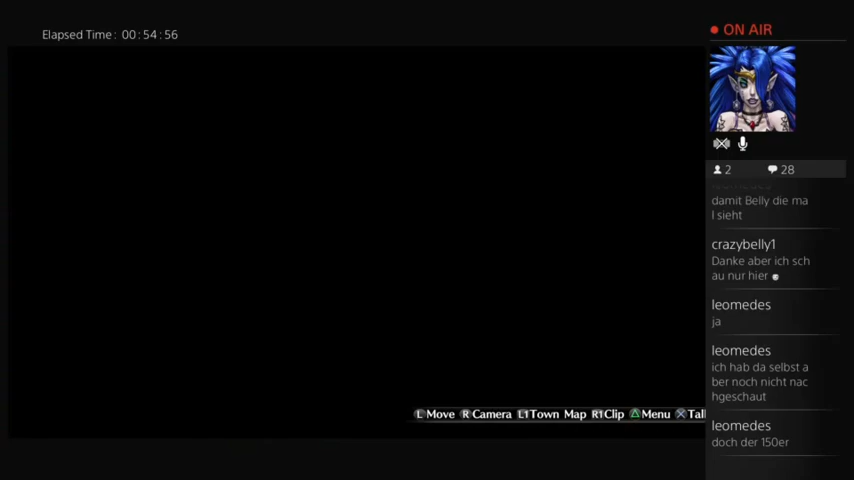 Elapsed Time : 00 : 54 : 56
ON AIR
2
28
damit Belly die ma
l sieht
crazybelly1
Danke aber ich sch
au nur hier
leomedes
ja
leomedes
ich hab da selbst a
ber noch nicht nac
hgeschaut
L Move R Camera L1 Town Map R1 Clip Menu Tal
leomedes
doch der 150er